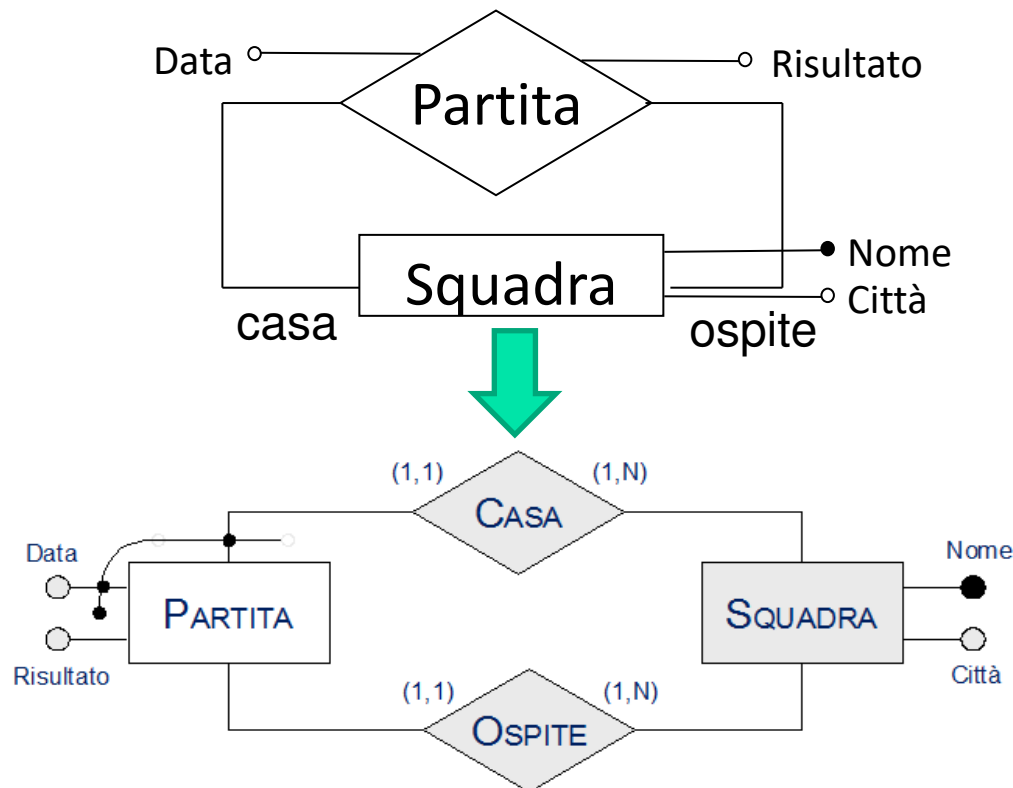 Data
Risultato
Partita
Nome
Squadra
Città
casa
ospite
(1,1)
(1,N)
CASA
Data
Nome
PARTITA
SQUADRA
Risultato
Città
(1,1)
(1,N)
OSPITE